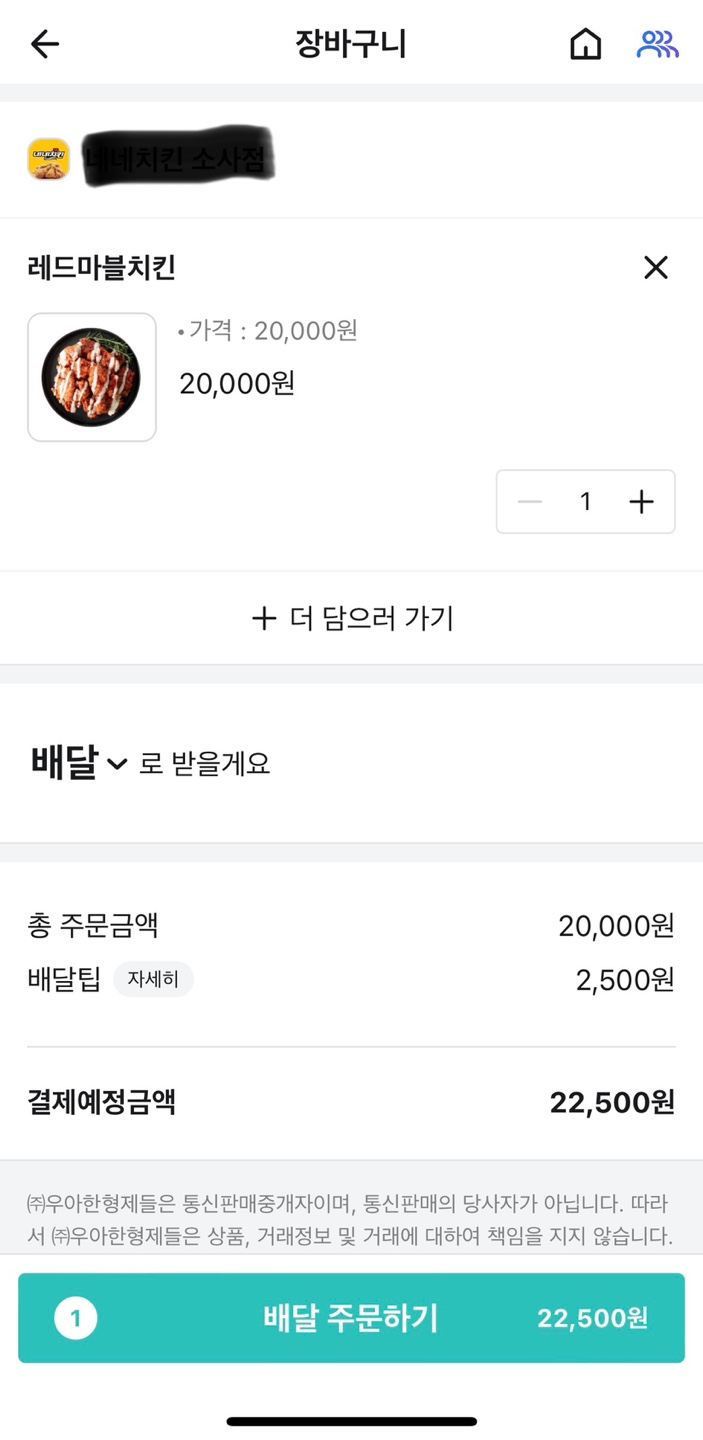 장바구니
네네치킨 소사점
레드마블치킨
• 가격 : 20,000원
20,000원
1
더 담으러 가기
배달 로 받을게요
총 주문금액 20,000원
배달팁 자세히 2,500원
결제예정금액 22,500원
㈜우아한형제들은 통신판매중개자이며, 통신판매의 당사자가 아닙니다. 따라
서 ㈜우아한형제들은 상품, 거래정보 및 거래에 대하여 책임을 지지 않습니다.
1 배달 주문하기 22,500원